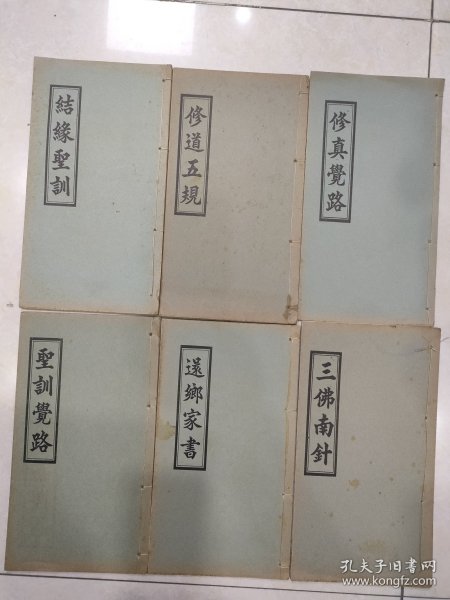 結緣聖訓
修道五規
修真覺路
聖訓覺路
還鄉家書
三佛南針
孔夫子旧书网
www.kongfz.com